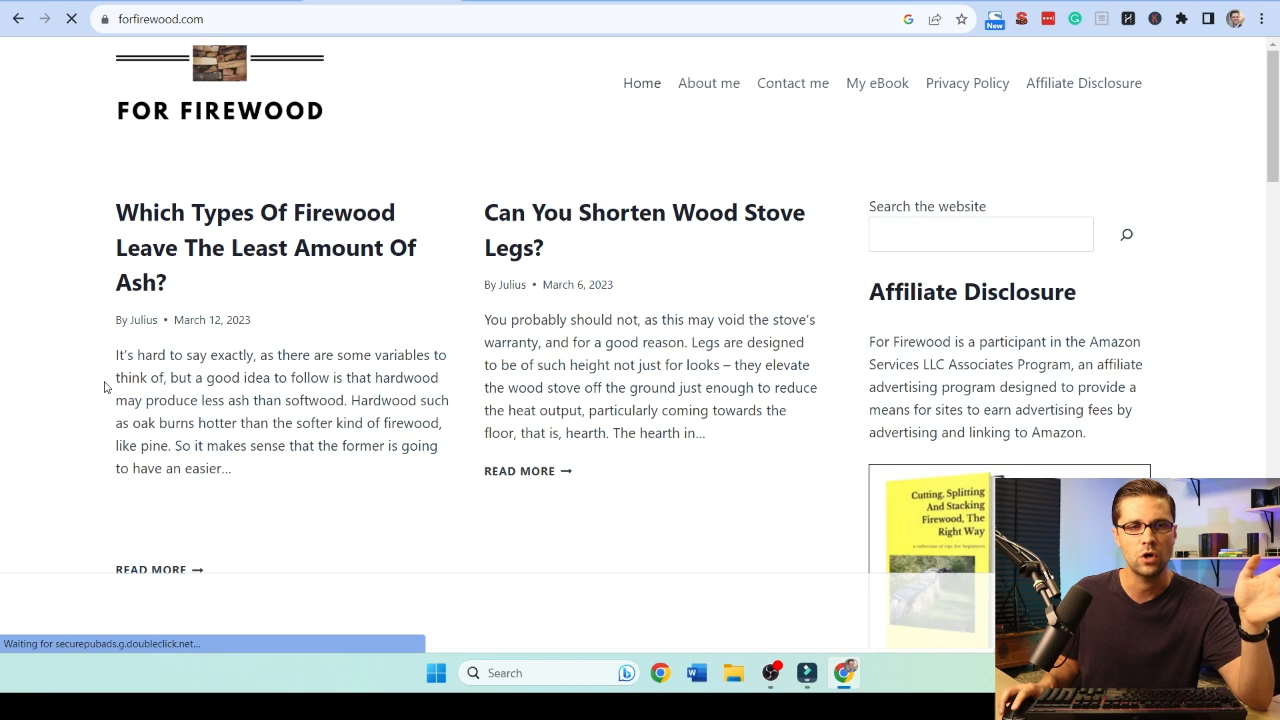 forfirewood.com
New
FOR FIREWOOD
Home About me Contact me My eBook Privacy Policy Affiliate Disclosure
Which Types Of Firewood
Leave The Least Amount Of
Ash?
By Julius • March 12, 2023
It’s hard to say exactly, as there are some variables to
think of, but a good idea to follow is that hardwood
may produce less ash than softwood. Hardwood such
as oak burns hotter than the softer kind of firewood,
like pine. So it makes sense that the former is going
to have an easier…
READ MORE →
Can You Shorten Wood Stove
Legs?
By Julius • March 6, 2023
You probably should not, as this may void the stove’s
warranty, and for a good reason. Legs are designed
to be of such height not just for looks – they elevate
the wood stove off the ground just enough to reduce
the heat output, particularly coming towards the
floor, that is, hearth. The hearth in…
READ MORE →
Search the website
Affiliate Disclosure
For Firewood is a participant in the Amazon
Services LLC Associates Program, an affiliate
advertising program designed to provide a
means for sites to earn advertising fees by
advertising and linking to Amazon.
Cutting, Splitting
And Stacking
Firewood, The
Right Way
a collection of tips for beginners
Waiting for securepubads.g.doubleclick.net...
Search